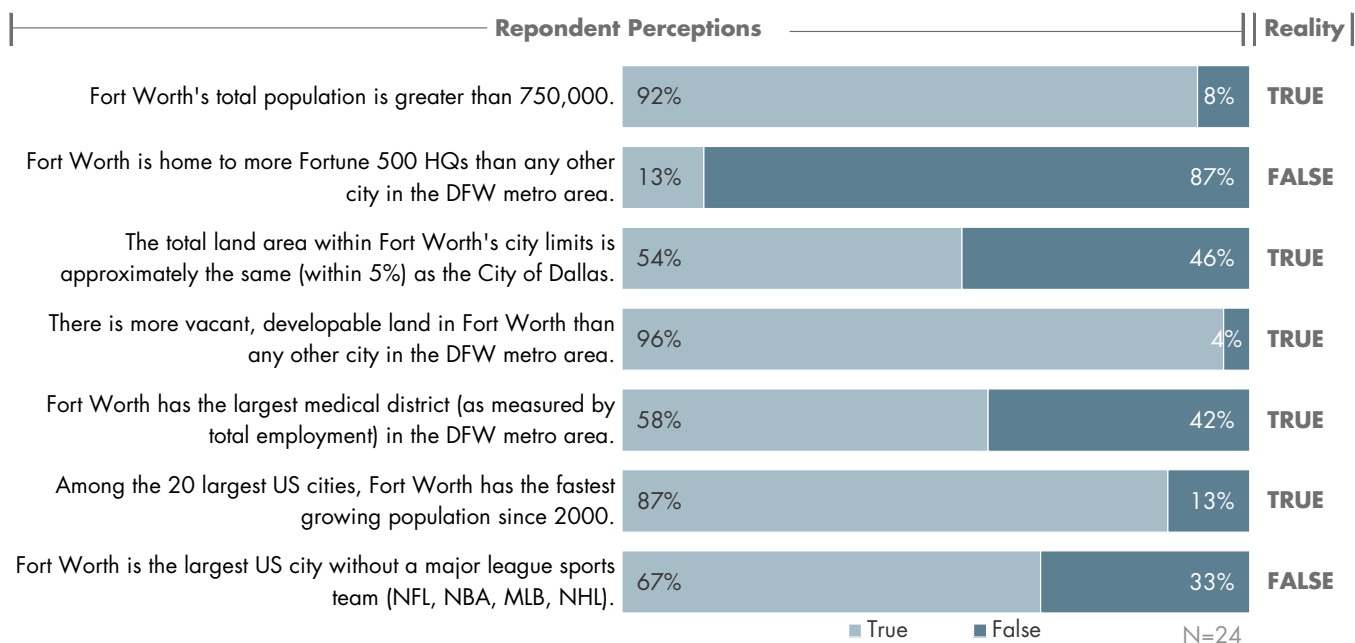 Repondent Perceptions Reality
Fort Worth's total population is greater than 750,000. 92% 8% TRUE
Fort Worth is home to more Fortune 500 HQs than any other
city in the DFW metro area. 13% 87% FALSE
The total land area within Fort Worth's city limits is
approximately the same (within 5%) as the City of Dallas. 54% 46% TRUE
There is more vacant, developable land in Fort Worth than
any other city in the DFW metro area. 96% 4% TRUE
Fort Worth has the largest medical district (as measured by
total employment) in the DFW metro area. 58% 42% TRUE
Among the 20 largest US cities, Fort Worth has the fastest
growing population since 2000. 87% 13% TRUE
Fort Worth is the largest US city without a major league sports
team (NFL, NBA, MLB, NHL). 67% 33% FALSE
True False N=24